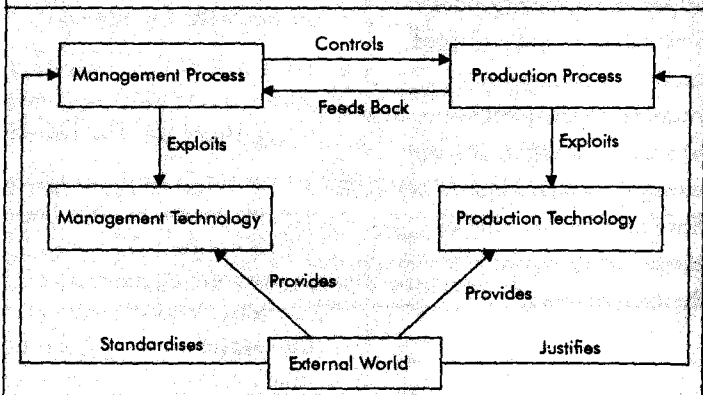 Controls
Management Process
Production Process
Feeds Back
Exploits
Exploits
Management Technology
Production Technology
Provides
Provides
Standardises
External World
Justifies